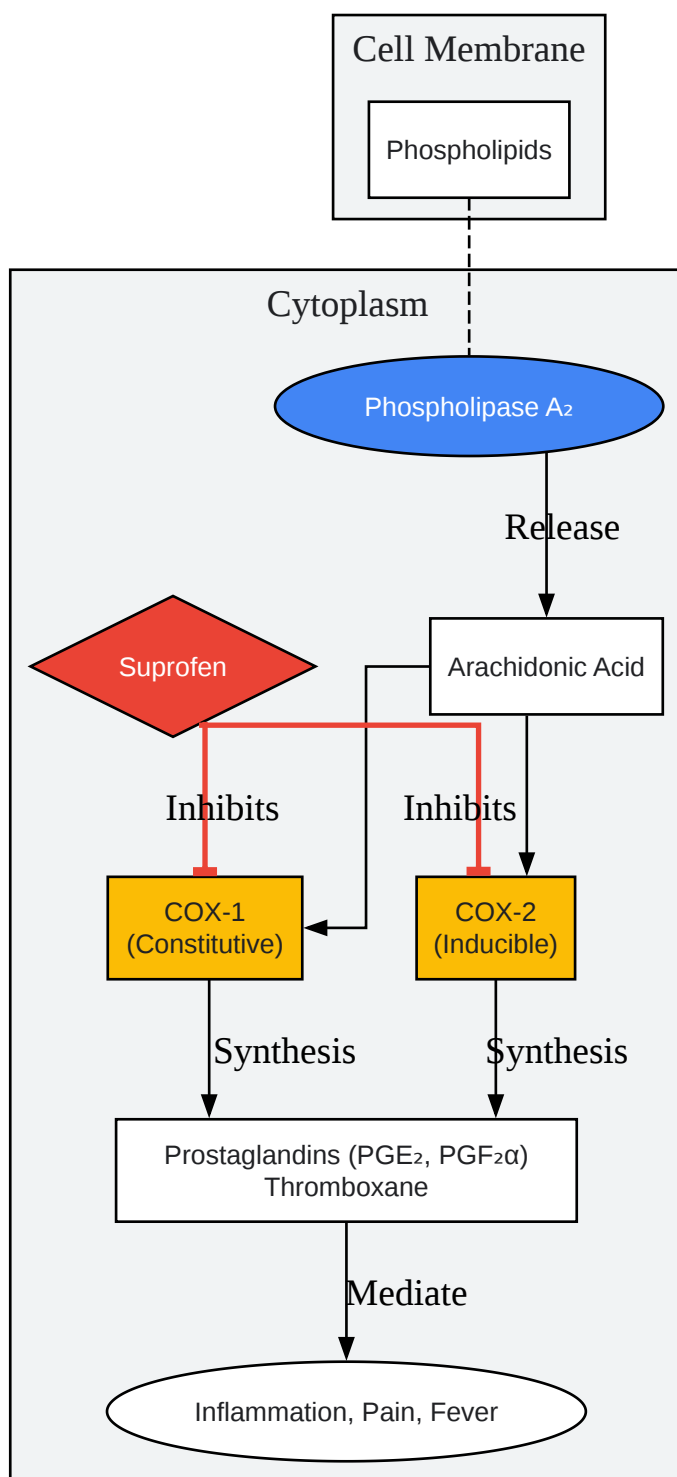 Cell Membrane
Phospholipids
Cytoplasm
Phospholipase A₂
Release
Suprofen
Arachidonic Acid
Inhibits
Inhibits
COX-1
(Constitutive)
COX-2
(Inducible)
Synthesis
Synthesis
Prostaglandins (PGE₂, PGF₂α)
Thromboxane
Mediate
Inflammation, Pain, Fever